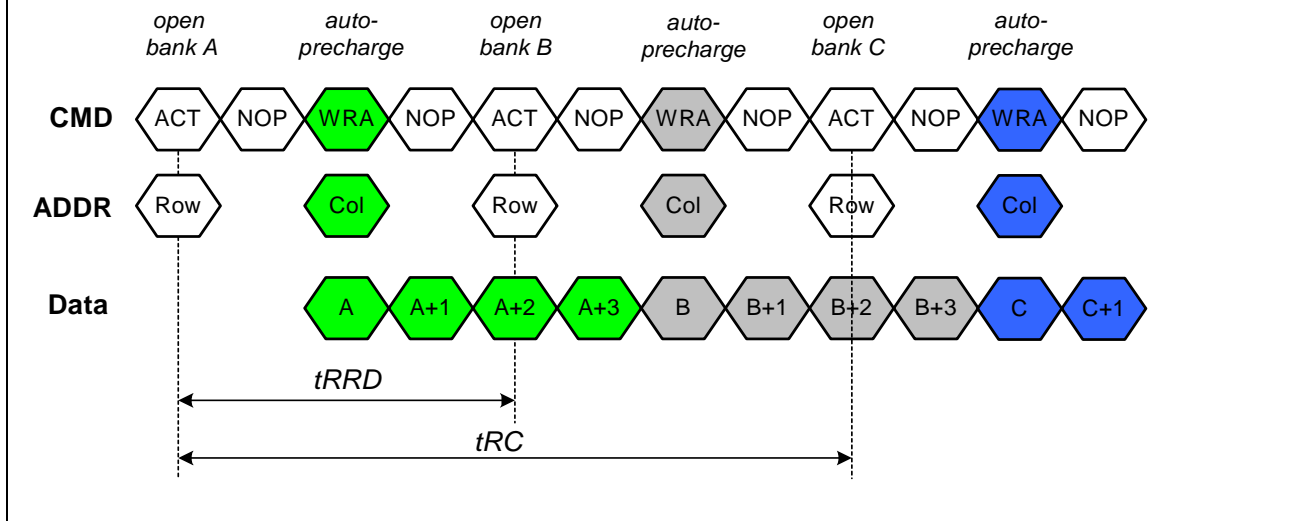 open auto- open auto- open auto-
bank A precharge bank B precharge bank C precharge
CMD ACT NOP WRA NOP ACT NOP WRA NOP ACT NOP WRA NOP
ADDR Row Col Row Col Row Col
Data A A+1 A+2 A+3 B B+1 B+2 B+3 C C+1
tRRD
tRC